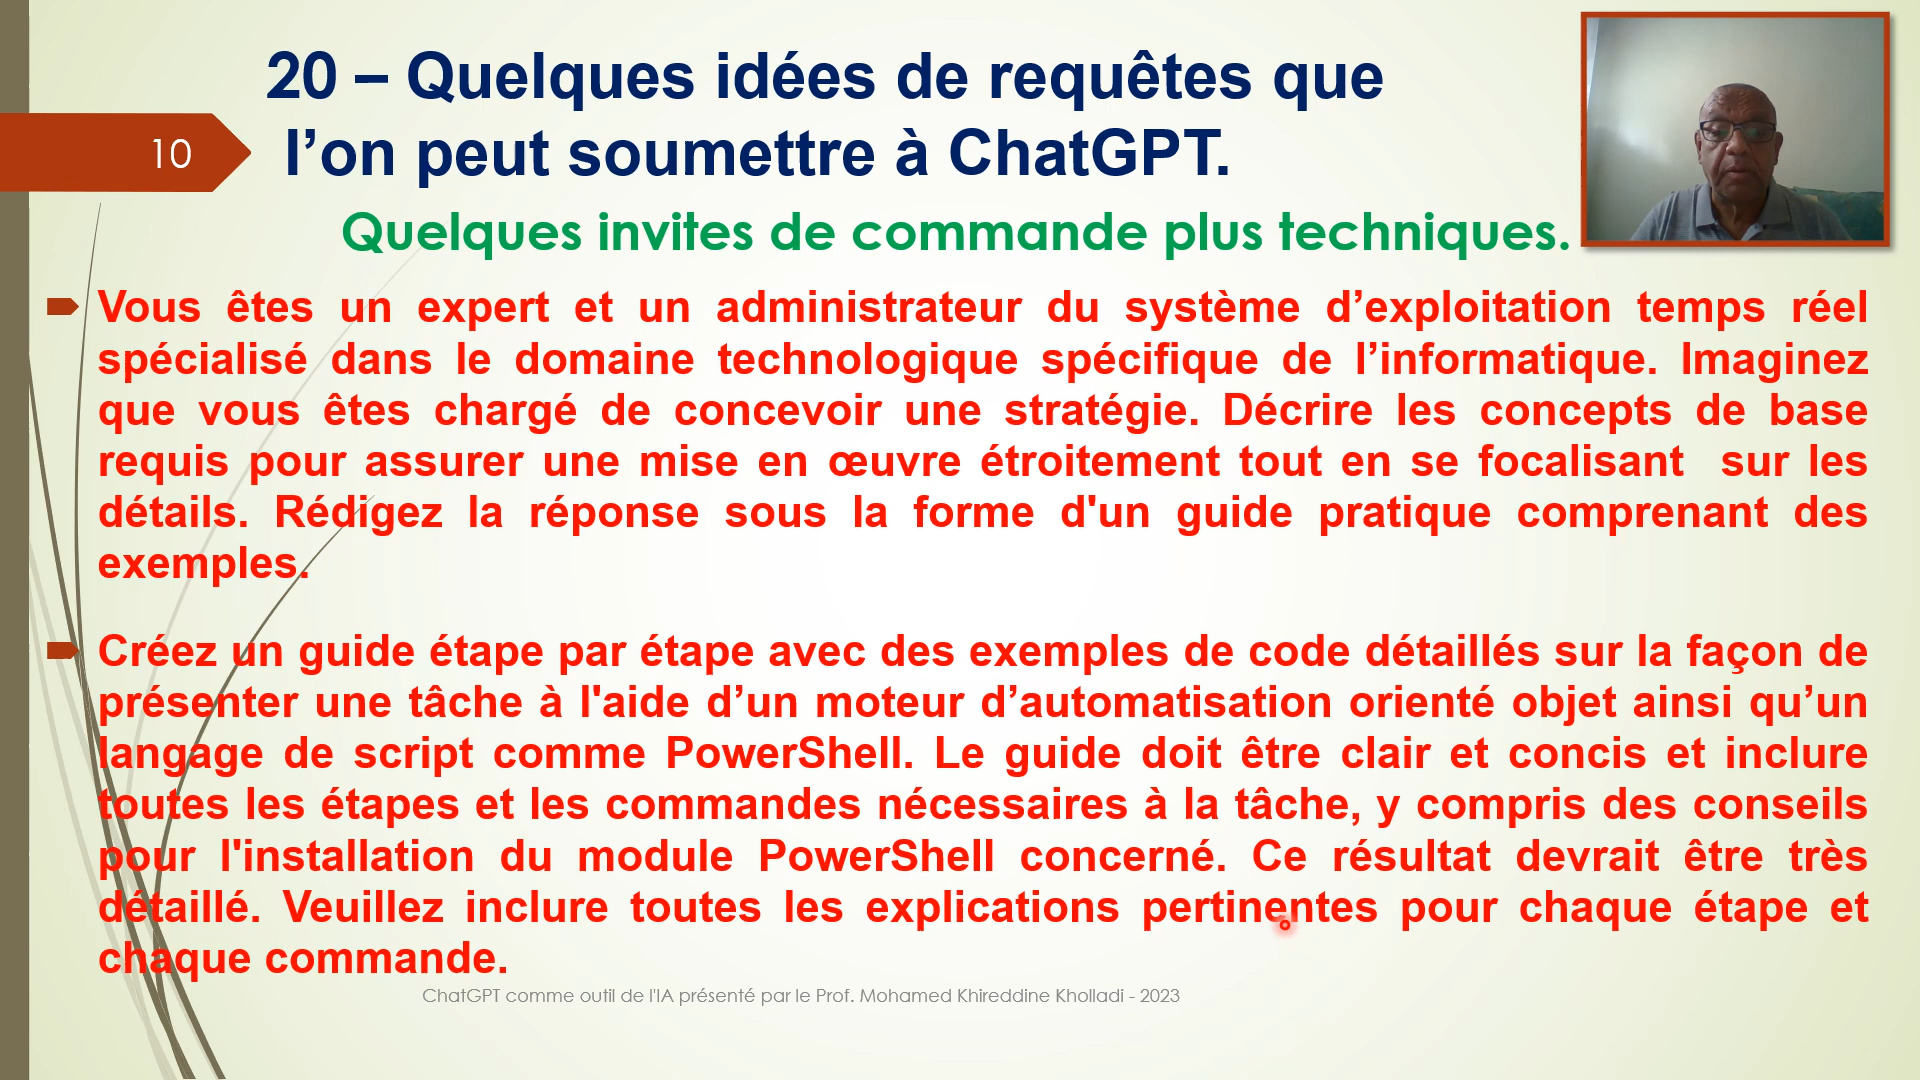 20 – Quelques idées de requêtes que
l’on peut soumettre à ChatGPT.
10
Quelques invites de commande plus techniques.
Vous êtes un expert et un administrateur du système d’exploitation temps réel
spécialisé dans le domaine technologique spécifique de l’informatique. Imaginez
que vous êtes chargé de concevoir une stratégie. Décrire les concepts de base
requis pour assurer une mise en œuvre étroitement tout en se focalisant sur les
détails. Rédigez la réponse sous la forme d'un guide pratique comprenant des
exemples.
Créez un guide étape par étape avec des exemples de code détaillés sur la façon de
présenter une tâche à l'aide d’un moteur d’automatisation orienté objet ainsi qu’un
langage de script comme PowerShell. Le guide doit être clair et concis et inclure
toutes les étapes et les commandes nécessaires à la tâche, y compris des conseils
pour l'installation du module PowerShell concerné. Ce résultat devrait être très
détaillé. Veuillez inclure toutes les explications pertinentes pour chaque étape et
chaque commande.
ChatGPT comme outil de l'IA présenté par le Prof. Mohamed Khireddine Kholladi - 2023